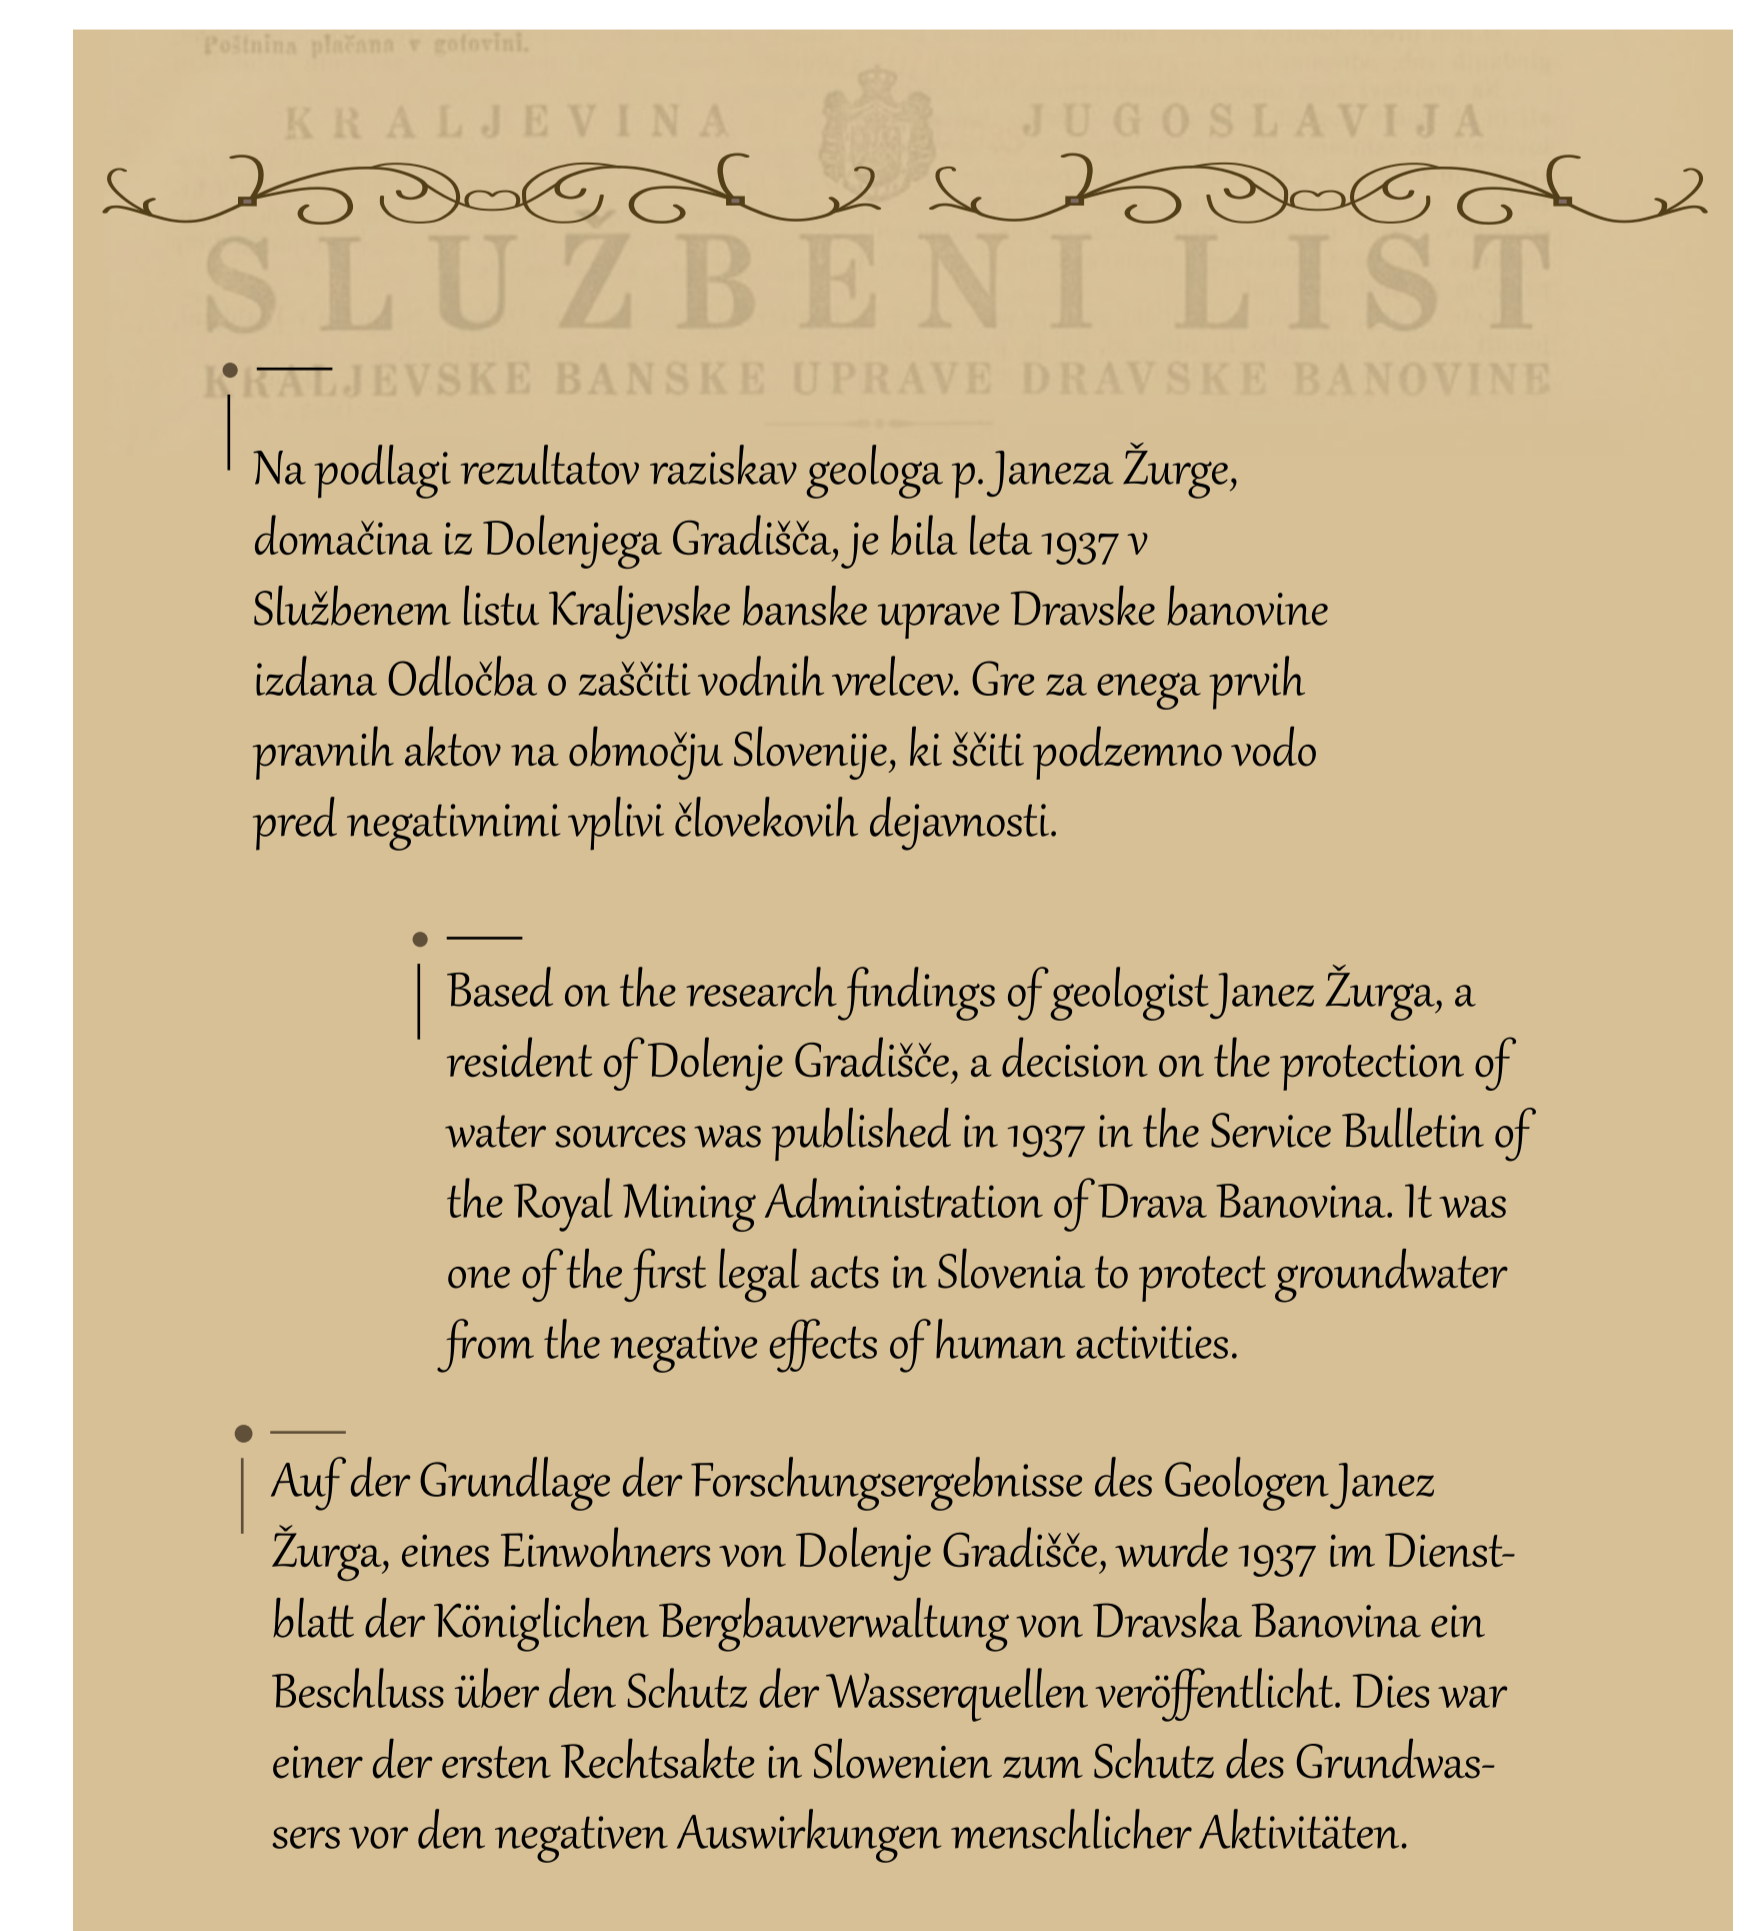 Poštnina plačana v gotovini.
KRALJEVINA JUGOSLAVIJA
SLUŽBENI LIST
KRALJEVSKE BANSKE UPRAVE DRAVSKE BANOVINE
Na podlagi rezultatov raziskav geologa p. Janeza Žurge,
domačina iz Dolenjega Gradišča, je bila leta 1937 v
Službenem listu Kraljevske banske uprave Dravske banovine
izdana Odločba o zaščiti vodnih vrelcev. Gre za enega prvih
pravnih aktov na območju Slovenije, ki ščiti podzemno vodo
pred negativnimi vplivi človekovih dejavnosti.
Based on the research findings of geologist Janez Žurga, a
resident of Dolenje Gradišče, a decision on the protection of
water sources was published in 1937 in the Service Bulletin of
the Royal Mining Administration of Drava Banovina. It was
one of the first legal acts in Slovenia to protect groundwater
from the negative effects of human activities.
Auf der Grundlage der Forschungsergebnisse des Geologen Janez
Žurga, eines Einwohners von Dolenje Gradišče, wurde 1937 im Dienst-
blatt der Königlichen Bergbauverwaltung von Dravska Banovina ein
Beschluss über den Schutz der Wasserquellen veröffentlicht. Dies war
einer der ersten Rechtsakte in Slowenien zum Schutz des Grundwas-
sers vor den negativen Auswirkungen menschlicher Aktivitäten.